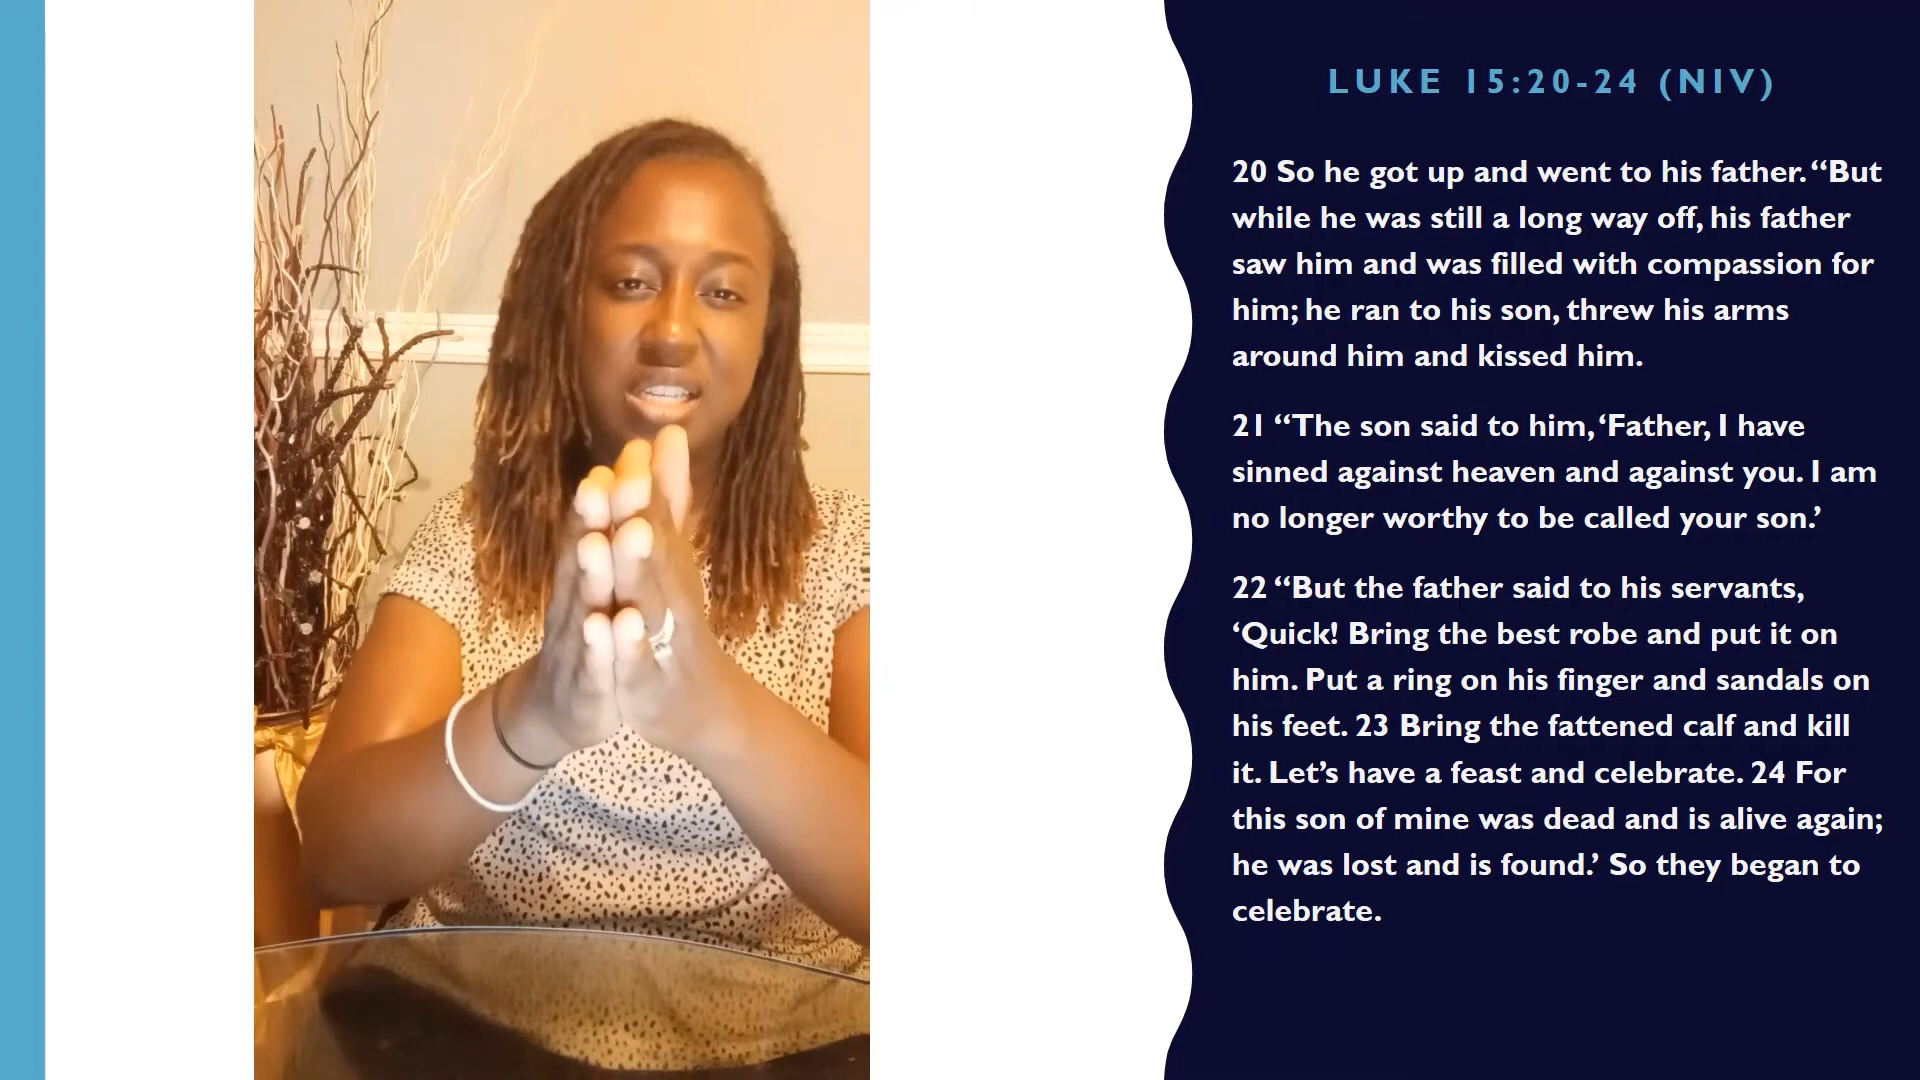 LUKE 15:20-24 (NIV)
20 So he got up and went to his father. “But
while he was still a long way off, his father
saw him and was filled with compassion for
him; he ran to his son, threw his arms
around him and kissed him.
21 “The son said to him, ‘Father, I have
sinned against heaven and against you. I am
no longer worthy to be called your son.’
22 “But the father said to his servants,
‘Quick! Bring the best robe and put it on
him. Put a ring on his finger and sandals on
his feet. 23 Bring the fattened calf and kill
it. Let’s have a feast and celebrate. 24 For
this son of mine was dead and is alive again;
he was lost and is found.’ So they began to
celebrate.